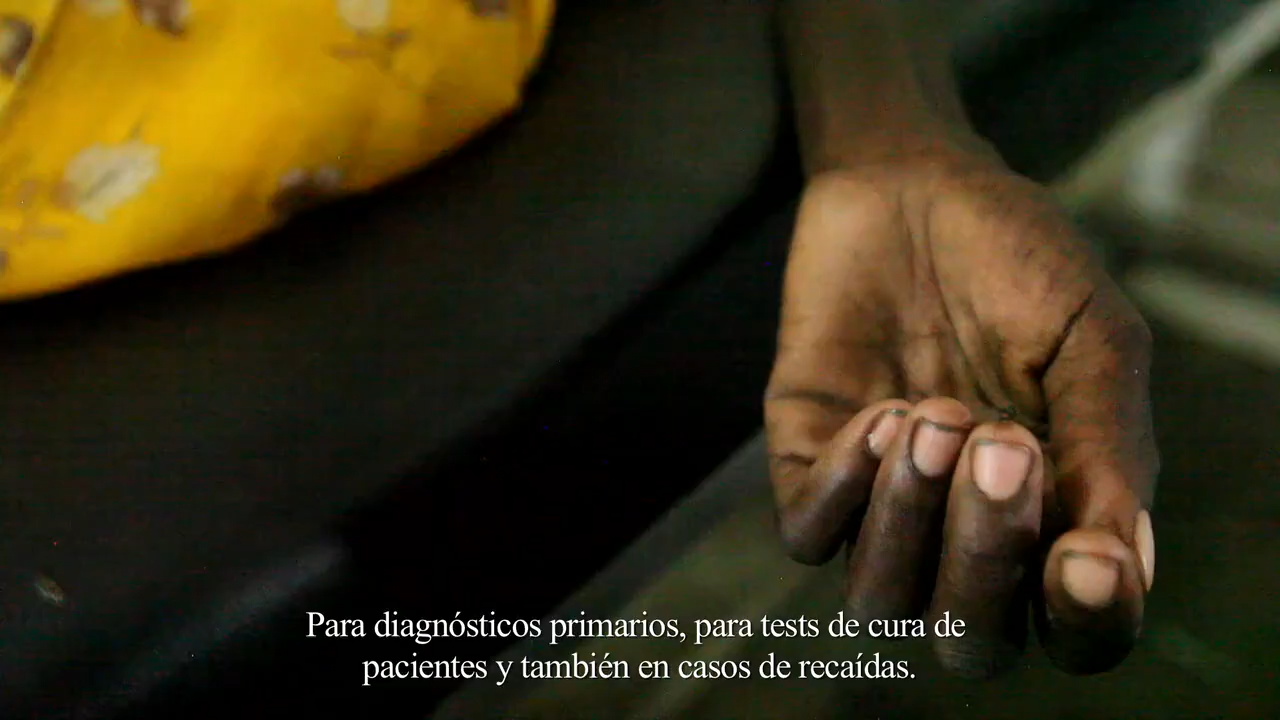 Para diagnósticos primarios, para tests de cura de
pacientes y también en casos de recaídas.